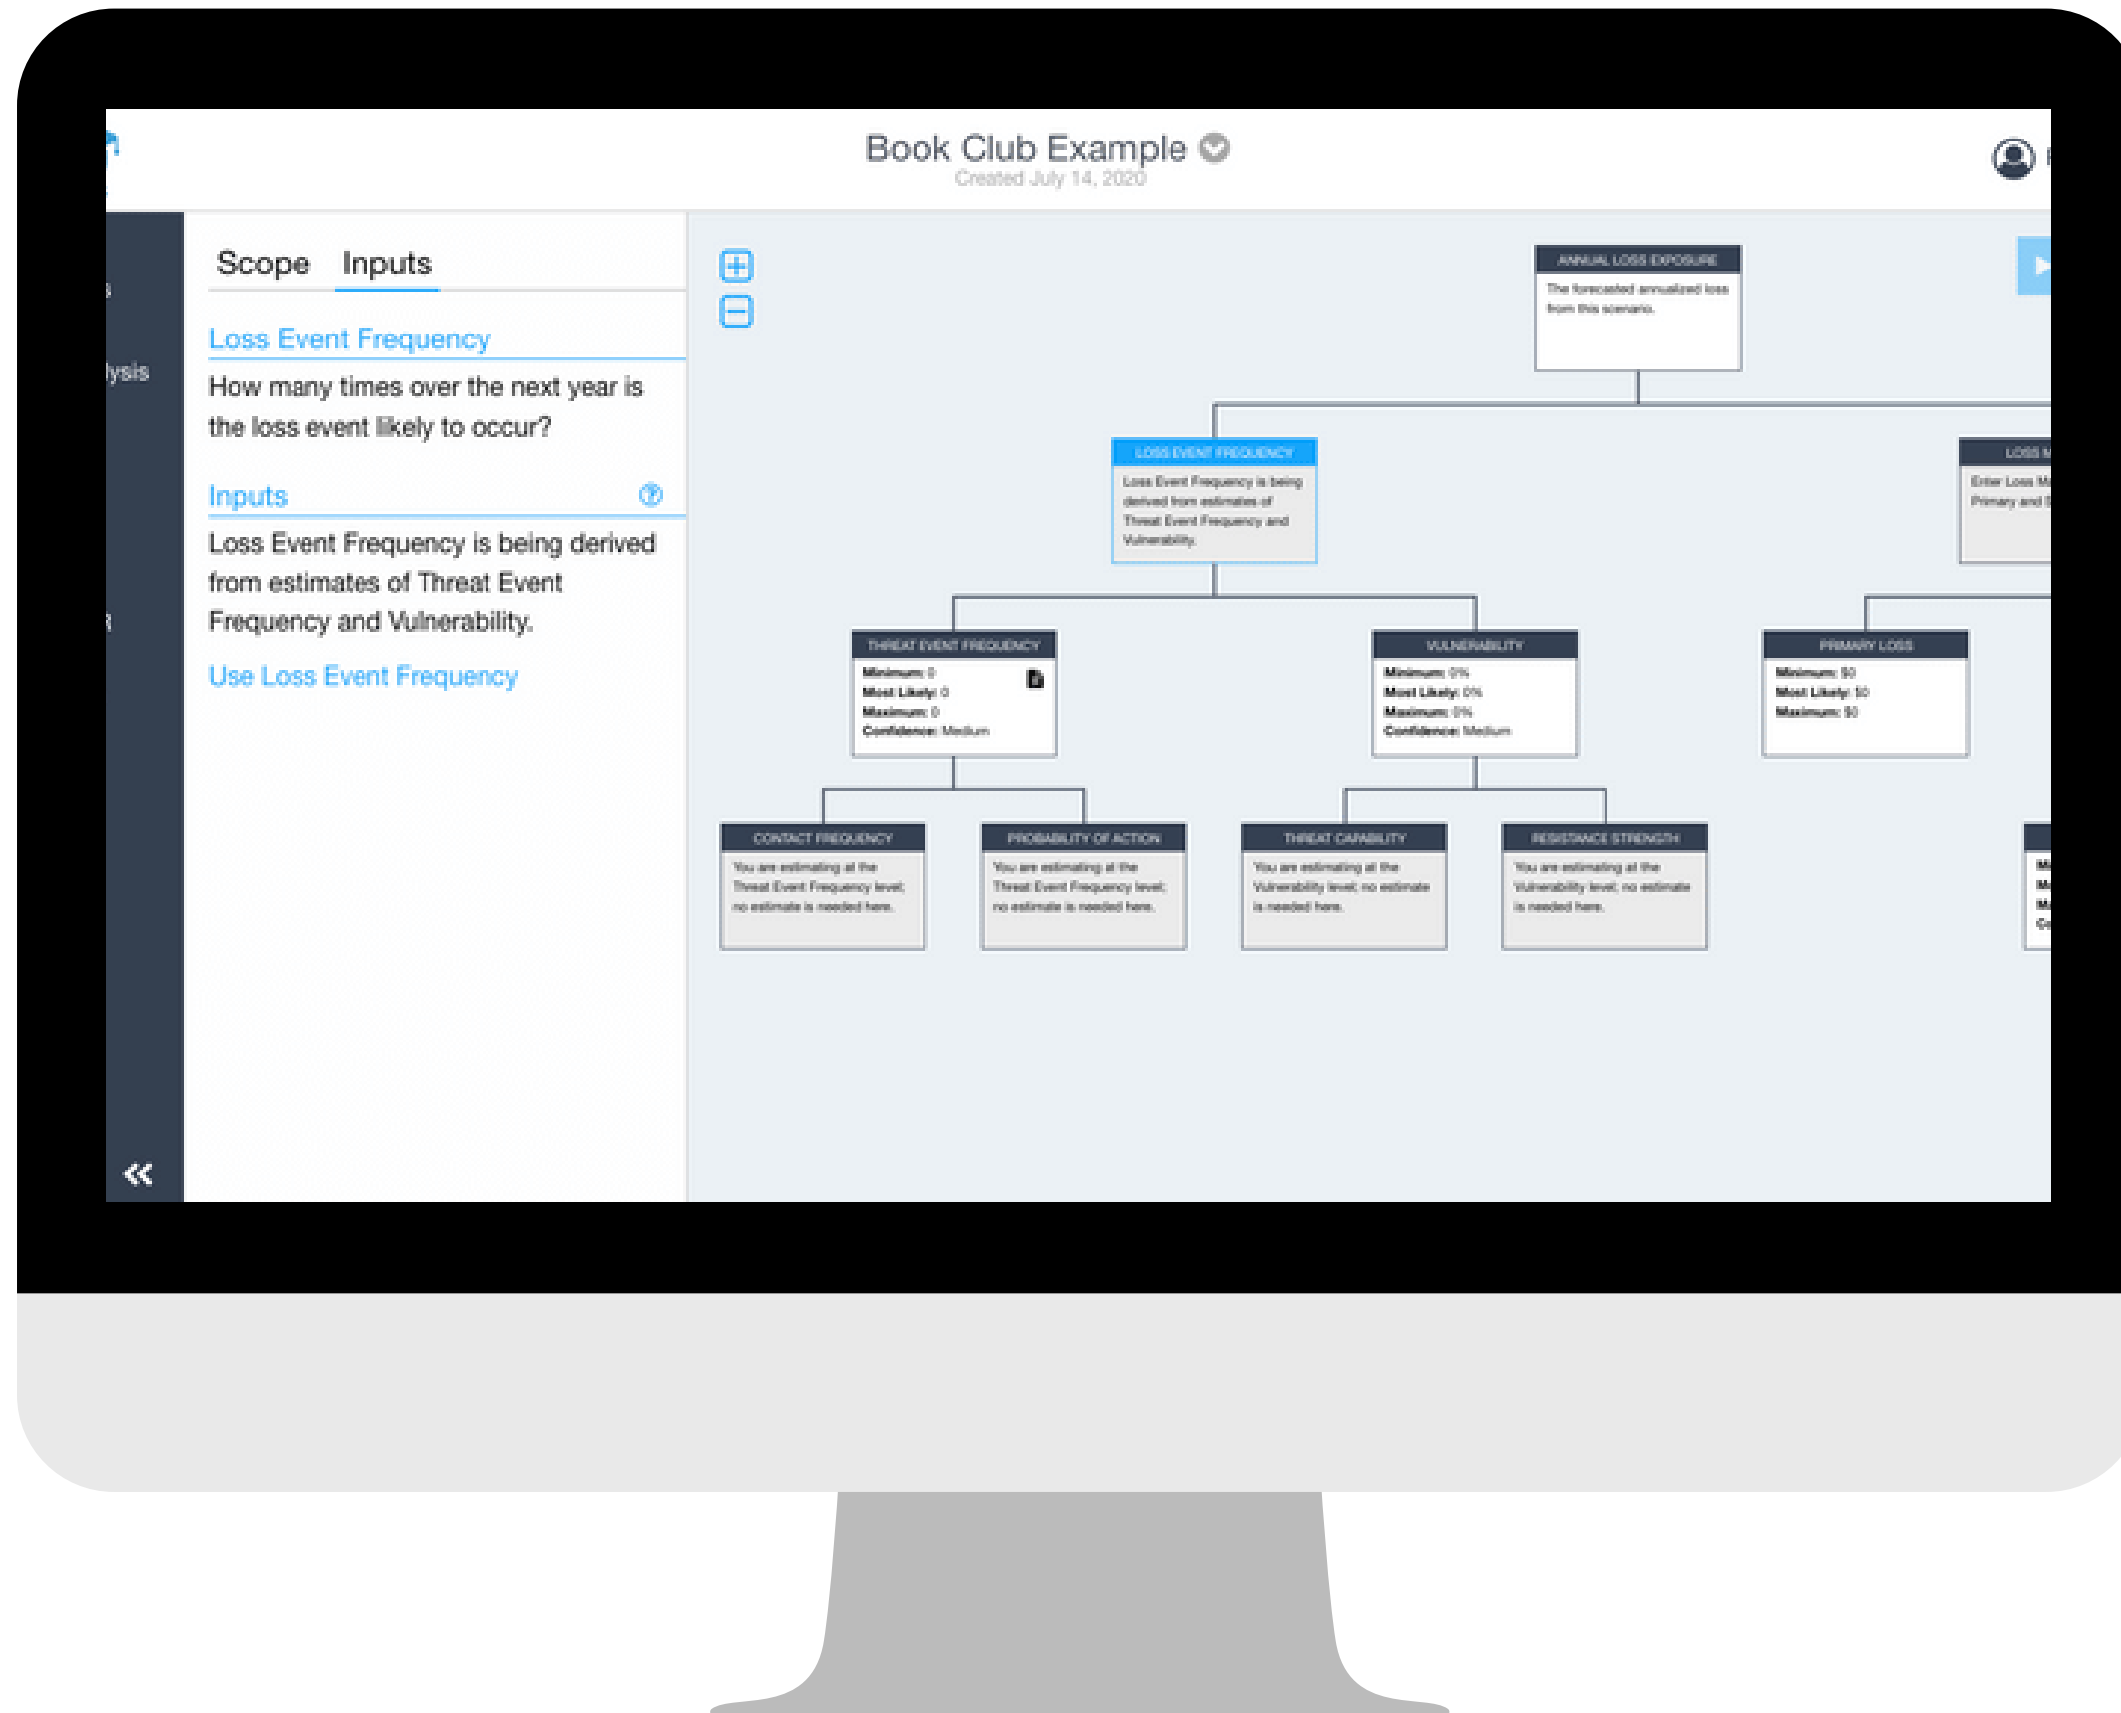 Book Club Example
Created July 14, 2020
Scope Inputs
Loss Event Frequency
How many times over the next year is
the loss event likely to occur?
Inputs
Loss Event Frequency is being derived
from estimates of Threat Event
Frequency and Vulnerability.
Use Loss Event Frequency
lysis
ANNUAL LOSS EXPOSURE
The forecasted annualized loss
from this scenario.
LOSS EVENT FREQUENCY
Loss Event Frequency is being
derived from estimates of
Threat Event Frequency and
Vulnerability.
LOSS M
Enter Loss Ma
Primary and S
THREAT EVENT FREQUENCY
Minimum: 0
Most Likely: 0
Maximum: 0
Confidence: Medium
VULNERABILITY
Minimum: 0%
Most Likely: 0%
Maximum: 0%
Confidence: Medium
PRIMARY LOSS
Minimum: $0
Most Likely: $0
Maximum: $0
CONTACT FREQUENCY
You are estimating at the
Threat Event Frequency level;
no estimate is needed here.
PROBABILITY OF ACTION
You are estimating at the
Threat Event Frequency level;
no estimate is needed here.
THREAT CAPABILITY
You are estimating at the
Vulnerability level; no estimate
is needed here.
RESISTANCE STRENGTH
You are estimating at the
Vulnerability level; no estimate
is needed here.